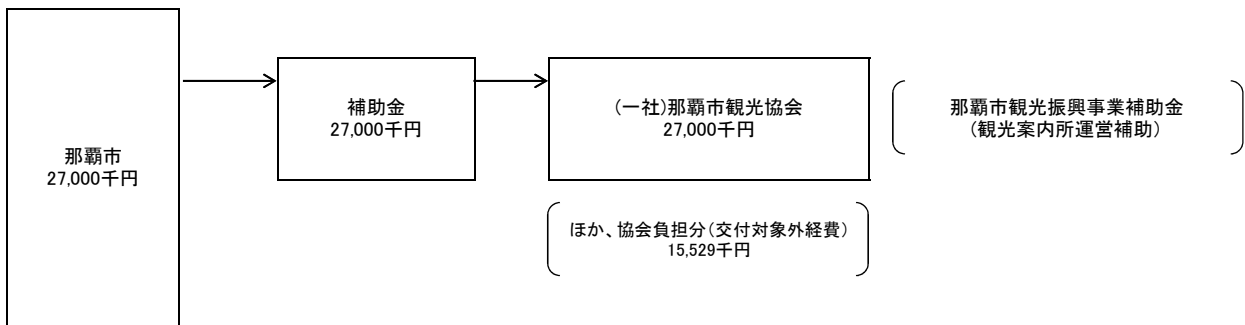 那覇市
27,000千円
補助金
27,000千円
(一社)那覇市観光協会
27,000千円
那覇市観光振興事業補助金
(観光案内所運営補助)
ほか、協会負担分(交付対象外経費)
15,529千円